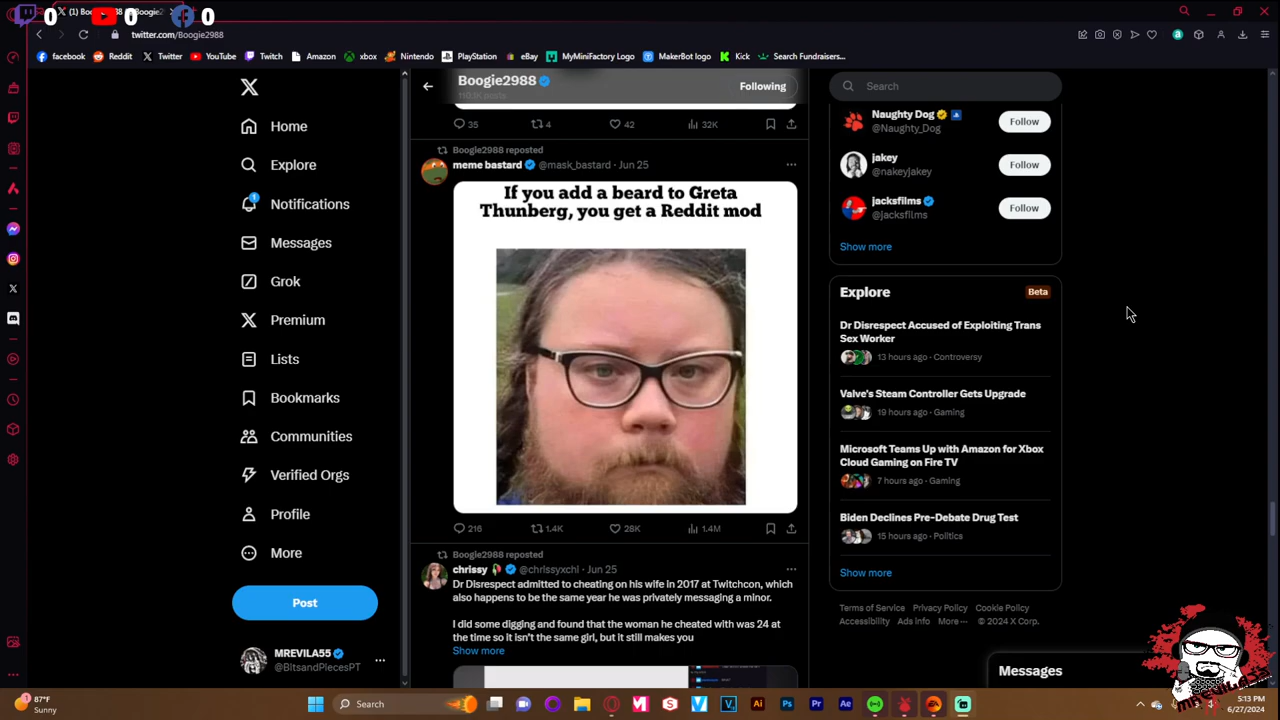 0
0
0
(1) Boo
twitter.com/Boogie2988
facebook
Reddit
Twitter
YouTube
Twitch
Amazon
xbox
Nintendo
PlayStation
eBay
MyMiniFactory Logo
MakerBot logo
Kick
Search Fundraisers...
Home
Explore
1
Notifications
Messages
Grok
Premium
Lists
Bookmarks
Communities
Verified Orgs
Profile
More
Post
MREVILA55
@BItsandPIecesPT
Boogie2988
Following
35
4
42
32K
Boogie2988 reposted
meme bastard @mask_bastard · Jun 25
If you add a beard to Greta
Thunberg, you get a Reddit mod
216
1.4K
28K
1.4M
Boogie2988 reposted
chrissy @chrissyxchl · Jun 25
Dr Disrespect admitted to cheating on his wife in 2017 at Twitchcon, which
also happens to be the same year he was privately messaging a minor.
I did some digging and found that the woman he cheated with was 24 at
the time so it isn't the same girl, but it still makes you
Show more
Search
Naughty Dog
@Naughty_Dog
Follow
jakey
@nakeyjakey
Follow
jacksfilms
@jacksfilms
Follow
Show more
Explore
Beta
Dr Disrespect Accused of Exploiting Trans
Sex Worker
13 hours ago · Controversy
Valve's Steam Controller Gets Upgrade
19 hours ago · Gaming
Microsoft Teams Up with Amazon for Xbox
Cloud Gaming on Fire TV
7 hours ago · Gaming
Biden Declines Pre-Debate Drug Test
15 hours ago · Politics
Show more
Terms of Service Privacy Policy Cookie Policy
Accessibility Ads info More ··· © 2024 X Corp.
Messages
87°F
Sunny
Search
5:13 PM
6/27/2024